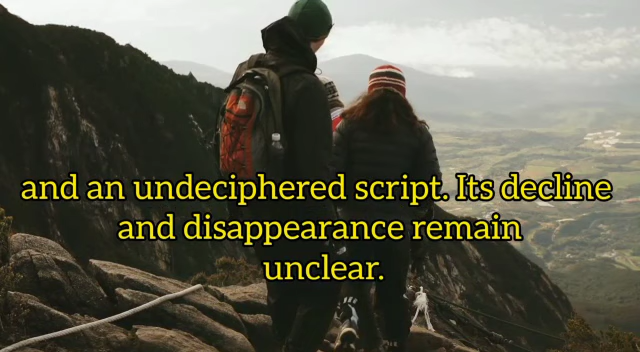 and an undeciphered script. Its decline
and disappearance remain
unclear.